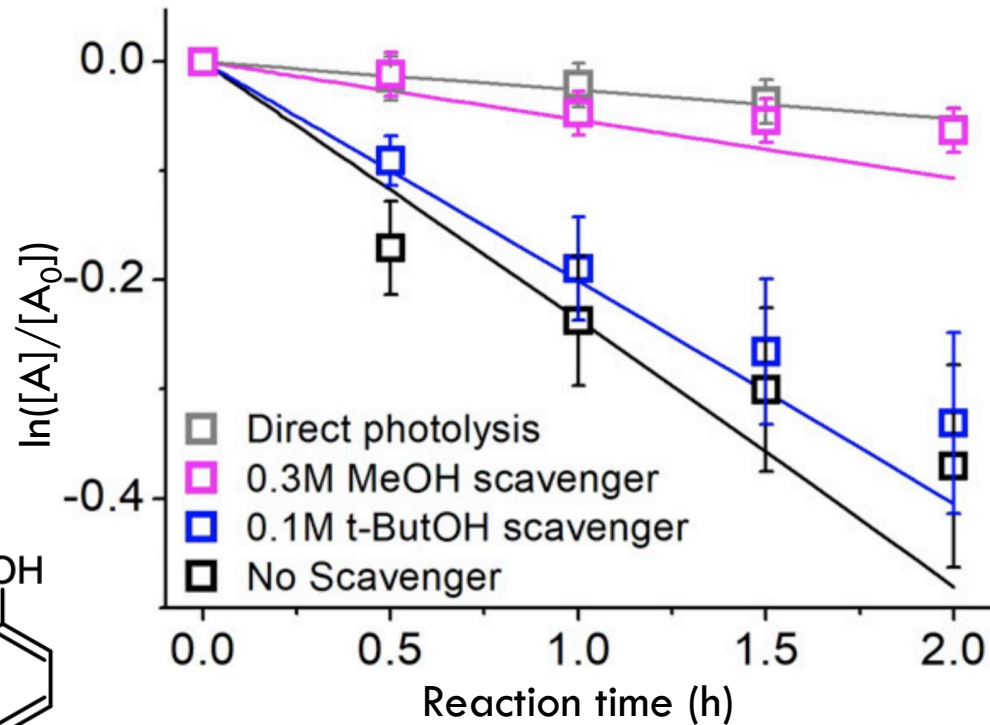 0.0
-0.2
-0.4
ln([A]/[A₀])
Direct photolysis
0.3M MeOH scavenger
0.1M t-ButOH scavenger
No Scavenger
OH
0.0 0.5 1.0 1.5 2.0
Reaction time (h)